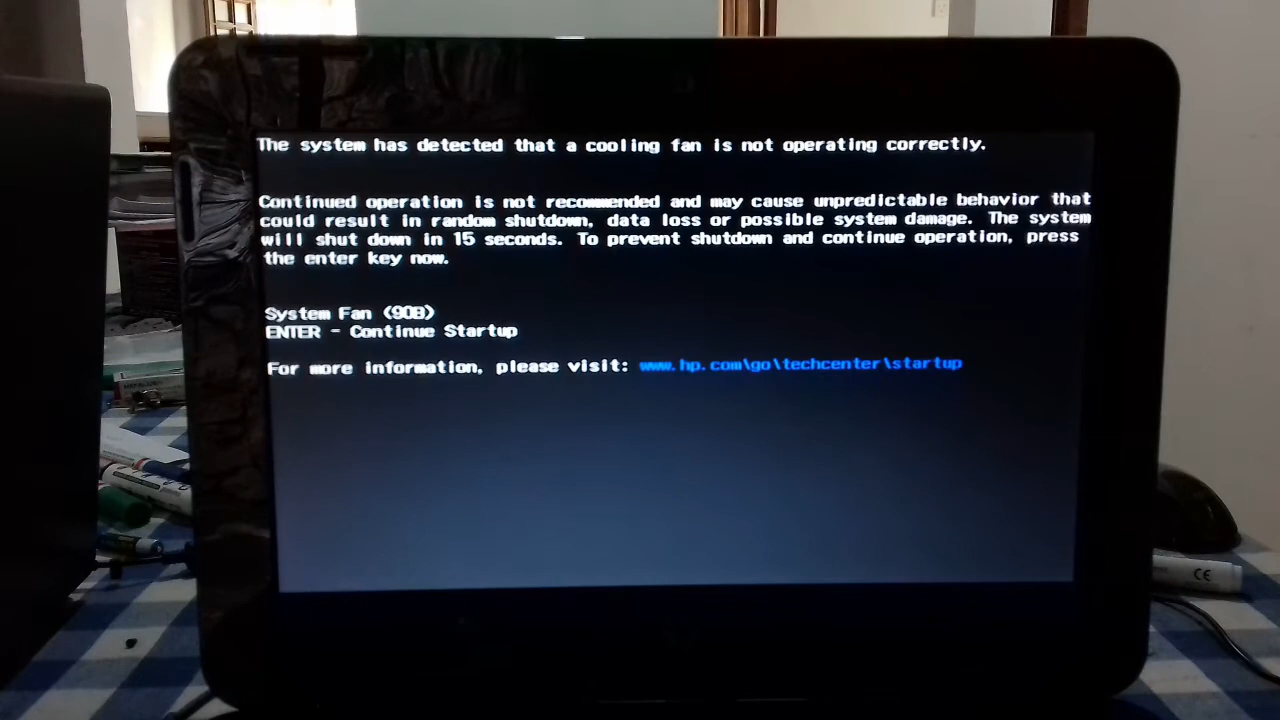 The system has detected that a cooling fan is not operating correctly.
Continued operation is not recommended and may cause unpredictable behavior that
could result in random shutdown, data loss or possible system damage. The system
will shut down in 15 seconds. To prevent shutdown and continue operation, press
the enter key now.
System Fan (90B)
ENTER - Continue Startup
For more information, please visit: www.hp.com\go\techcenter\startup
CE